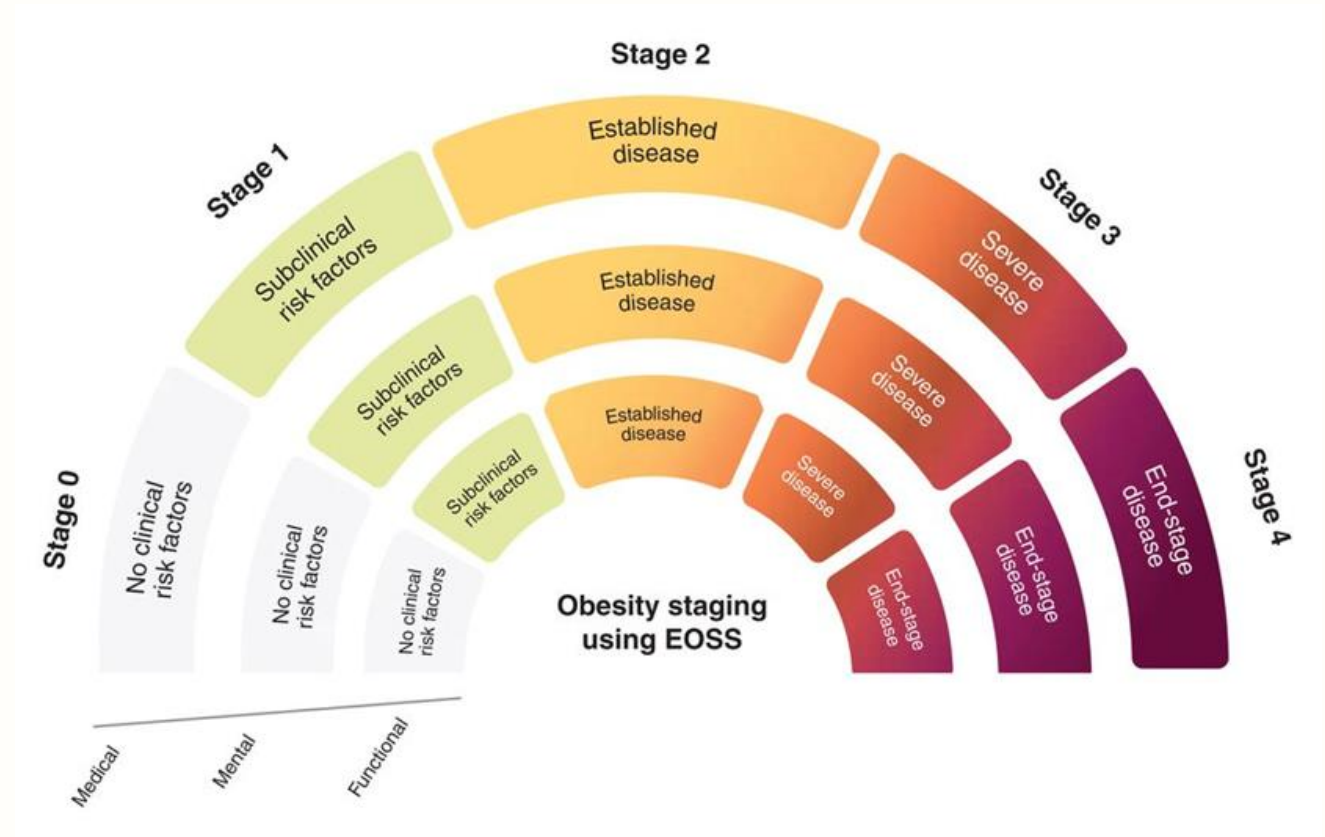 Stage 2
Stage 1
Stage 3
Stage 0
Stage 4
No clinical
risk factors
Subclinical
risk factors
Established
disease
Severe
disease
End-stage
disease
No clinical
risk factors
Subclinical
risk factors
Established
disease
Severe
disease
End-stage
disease
No clinical
risk factors
Subclinical
risk factors
Established
disease
Severe
disease
End-stage
disease
Obesity staging
using EOSS
Medical
Mental
Functional